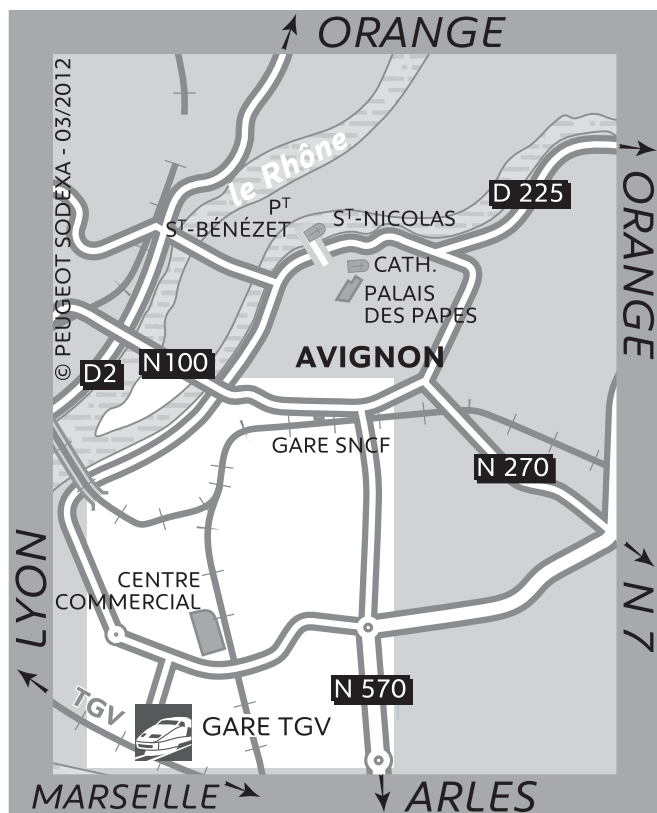 ORANGE
© PEUGEOT SODEXA - 03/2012
le Rhône
D 225
ORANGE
Pᵀ
Sᵀ-BÉNÉZET
Sᵀ-NICOLAS
CATH.
PALAIS
DES PAPES
AVIGNON
N100
D2
GARE SNCF
N 270
LYON
CENTRE
COMMERCIAL
N 7
N 570
TGV
GARE TGV
MARSEILLE
ARLES